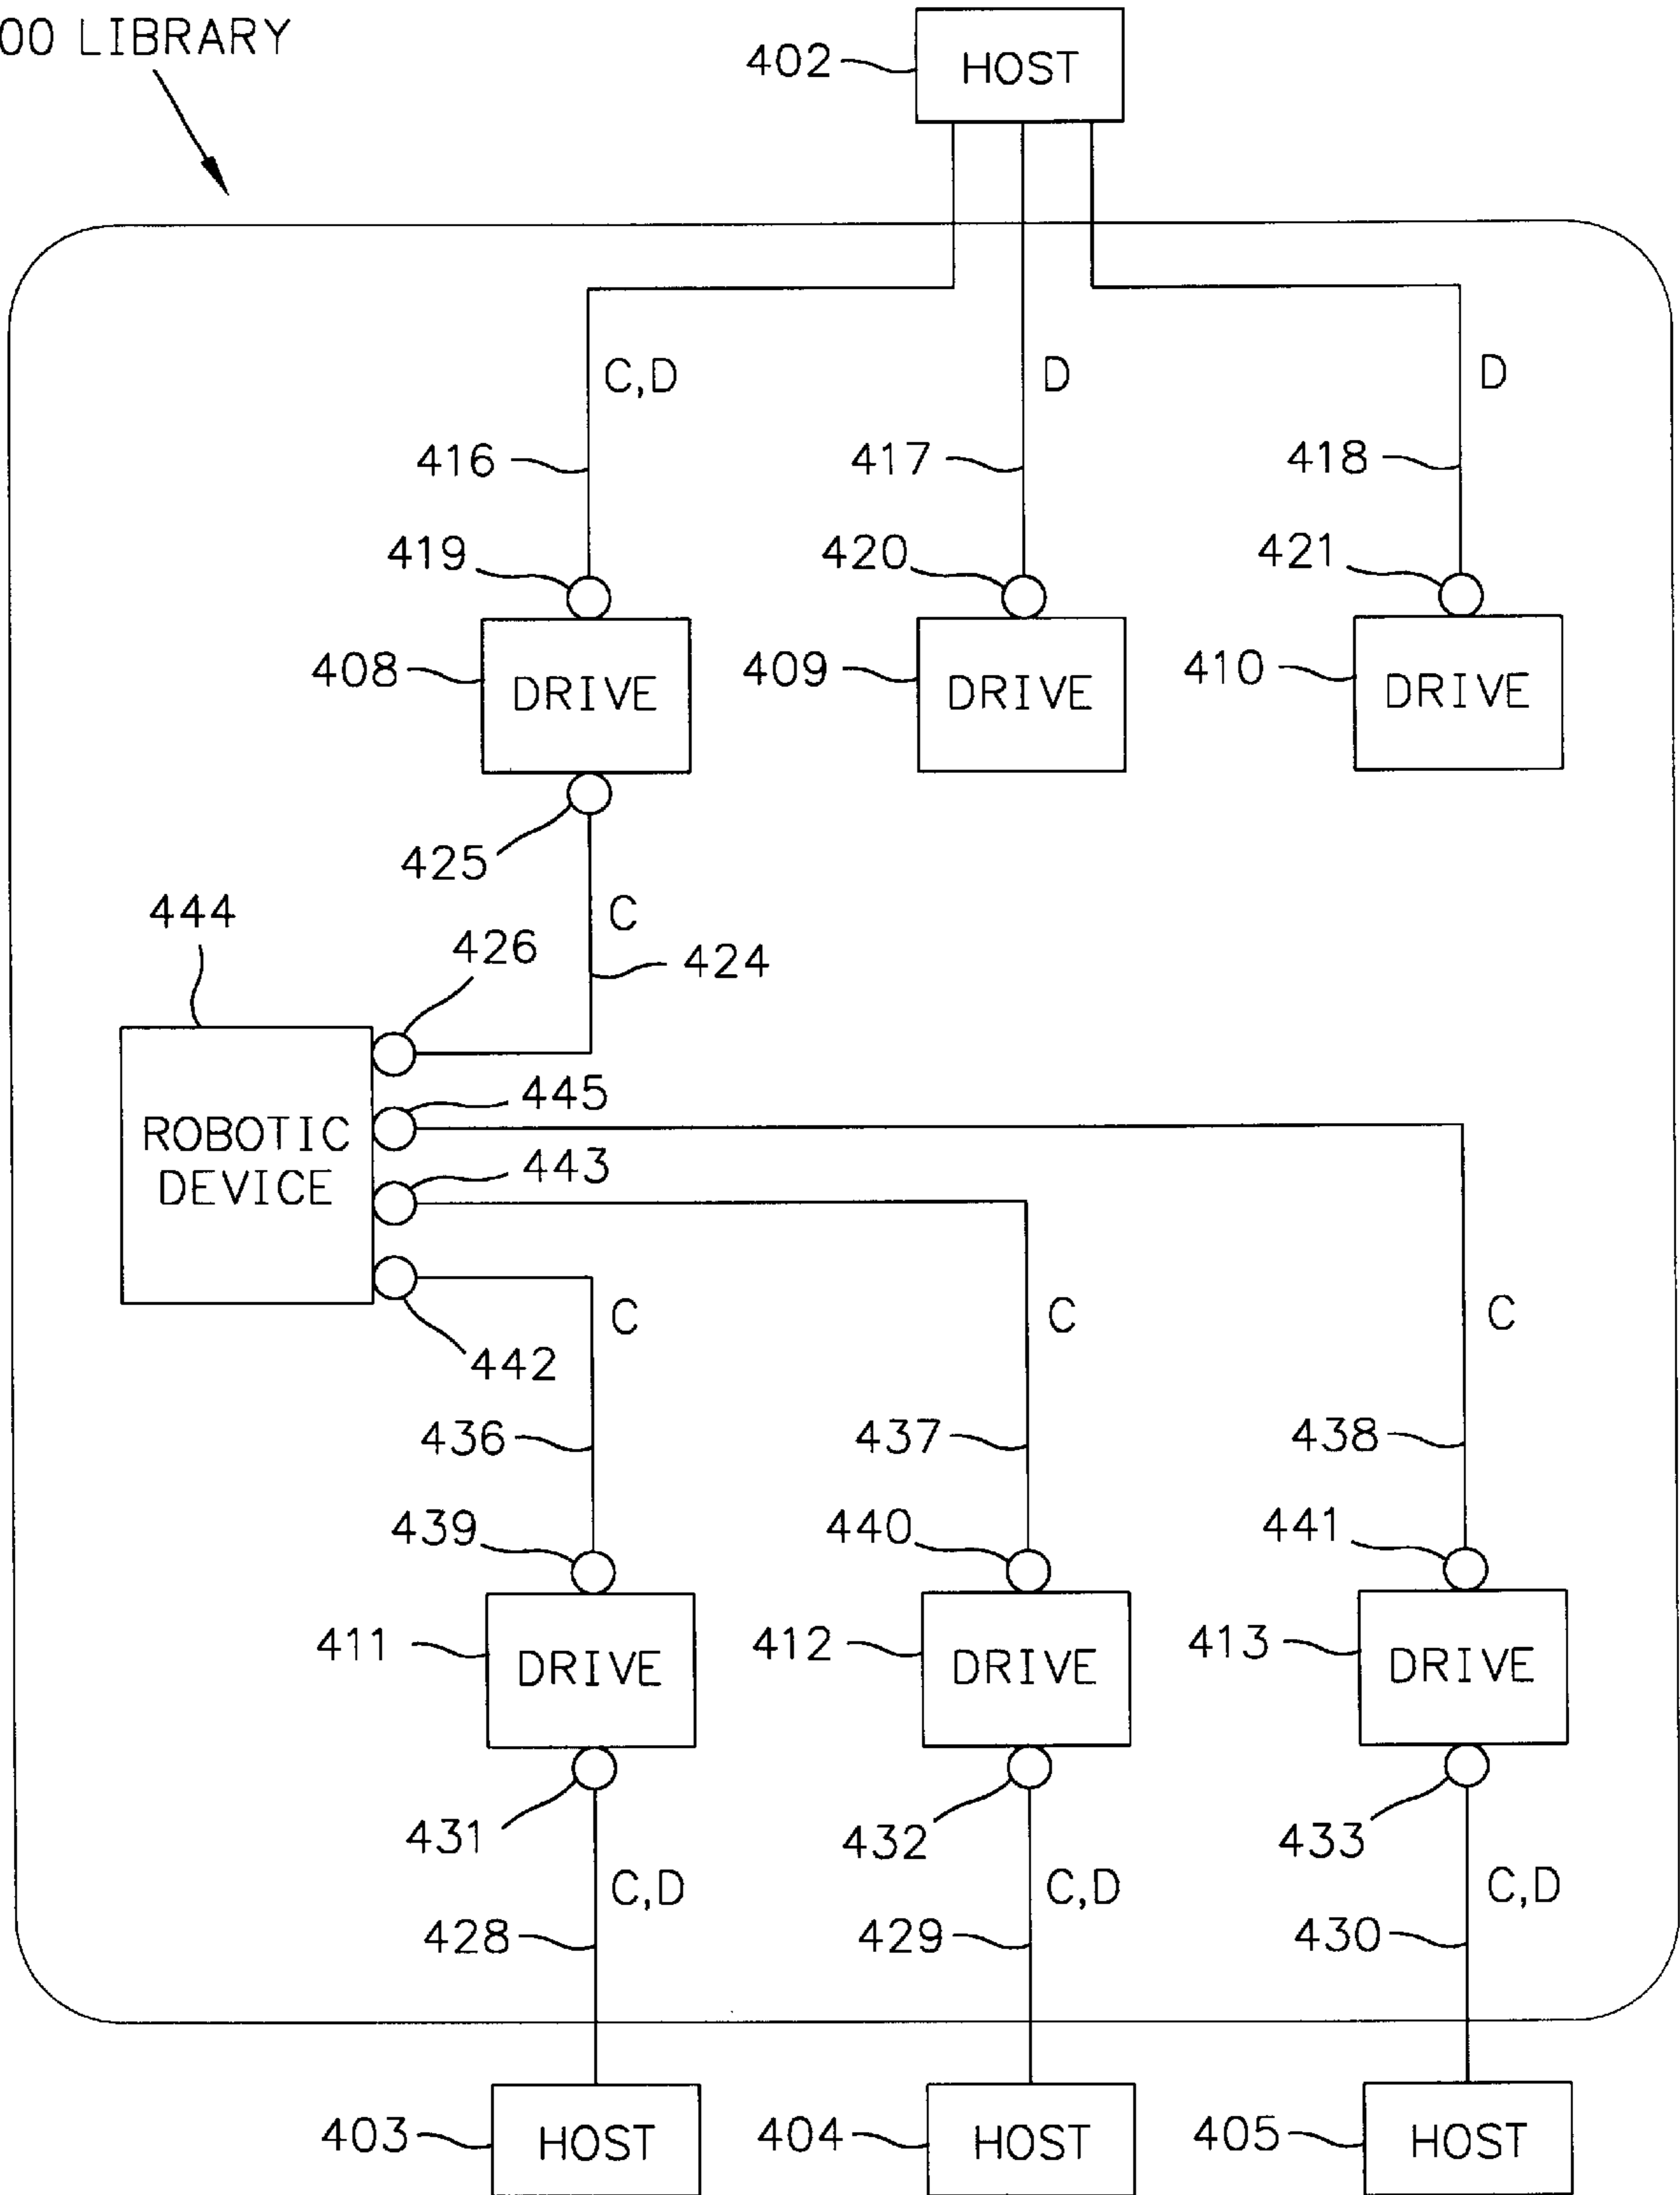 00 LIBRARY
402
HOST
C,D
D
D
416
417
418
419
420
421
408
DRIVE
409
DRIVE
410
DRIVE
425
C
444
426
424
445
ROBOTIC
DEVICE
443
C
C
C
442
436
437
438
439
440
441
411
DRIVE
412
DRIVE
413
DRIVE
431
432
433
C,D
C,D
C,D
428
429
430
403
HOST
404
HOST
405
HOST